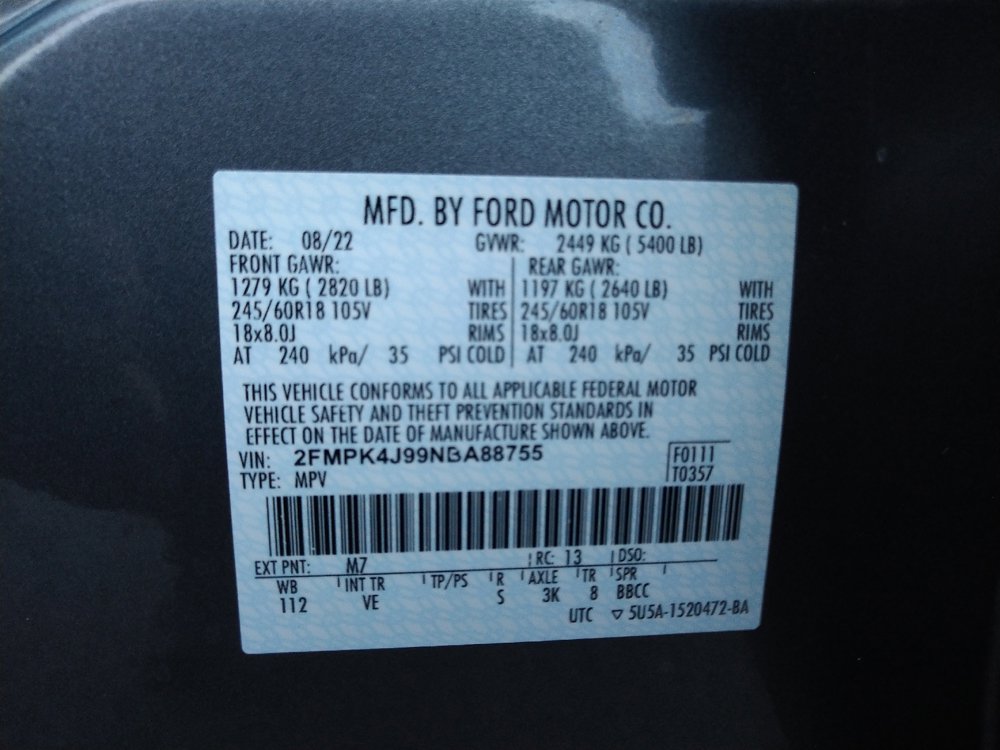 MFD. BY FORD MOTOR CO.
DATE: 08/22 GVWR: 2449 KG ( 5400 LB)
FRONT GAWR: REAR GAWR:
1279 KG ( 2820 LB) WITH 1197 KG ( 2640 LB) WITH
245/60R18 105V TIRES 245/60R18 105V TIRES
18x8.0J RIMS 18x8.0J RIMS
AT 240 kPa/ 35 PSI COLD AT 240 kPa/ 35 PSI COLD
THIS VEHICLE CONFORMS TO ALL APPLICABLE FEDERAL MOTOR
VEHICLE SAFETY AND THEFT PREVENTION STANDARDS IN
EFFECT ON THE DATE OF MANUFACTURE SHOWN ABOVE.
VIN: 2FMPK4J99NBA88755 F0111
TYPE: MPV T0357
EXT PNT: M7 RC: 13 DSO:
WB INT TR TP/PS R AXLE TR SPR
112 VE S 3K 8 BBCC
UTC ▽ 5U5A-1520472-BA